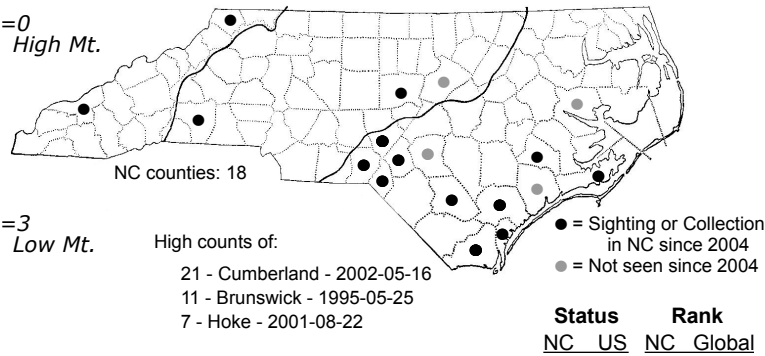 =0
High Mt.
NC counties: 18
=3
Low Mt.
High counts of:
21 - Cumberland - 2002-05-16
11 - Brunswick - 1995-05-25
7 - Hoke - 2001-08-22
= Sighting or Collection
in NC since 2004
= Not seen since 2004
Status Rank
NC US NC Global